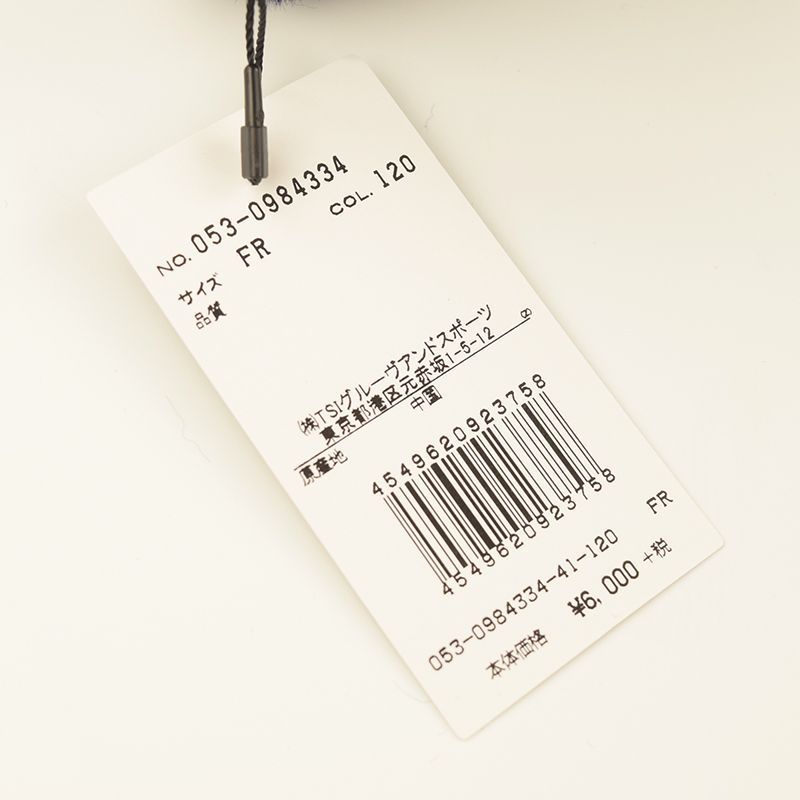 NO. 053-0984334
COL. 120
サイズ FR
品質
㈱TSIグルーヴアンドスポーツ
東京都港区元赤坂1-5-12
原産地 中国
4549620923758
4549620923758
053-0984334-41-120 FR
本体価格 ¥6,000 +税